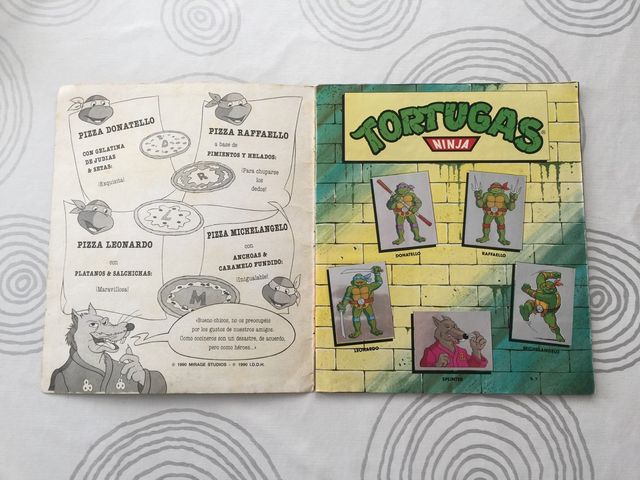 PIZZA DONATELLO
CON GELATINA
DE JUDIAS
& SETAS:
¡Exquisita!
PIZZA RAFFAELLO
a base de
PIMIENTOS Y HELADOS:
¡Para chuparse
los
dedos!
D
R
L
M
PIZZA LEONARDO
con
PLATANOS & SALCHICHAS:
¡Maravillosa!
PIZZA MICHELANGELO
con
ANCHOAS &
CARAMELO FUNDIDO:
¡Inigualable!
«Bueno chicos, no os preocupéis
por los gustos de nuestros amigos.
Como cocineros son un desastre, de acuerdo,
pero como héroes...»
© 1990 MIRAGE STUDIOS - © 1990 I.D.D.H.
TORTUGAS
NINJA
DONATELLO
RAFFAELLO
LEONARDO
SPLINTER